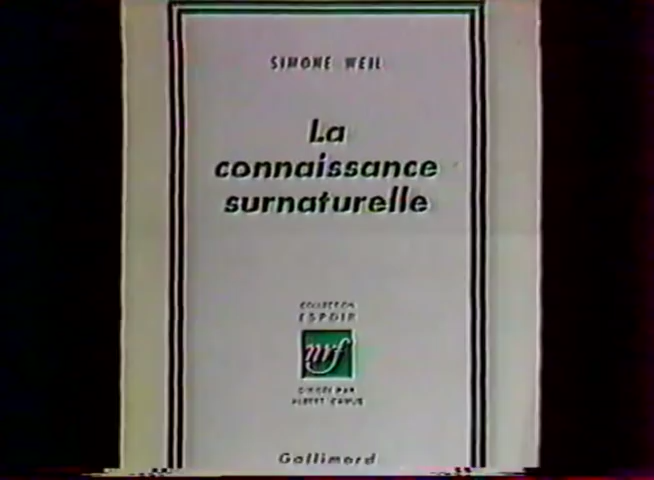 SIMONE WEIL
La
connaissance
surnaturelle
COLLECTION
ESPOIR
nrf
DIRIGÉE PAR
ALBERT CAMUS
Gallimard